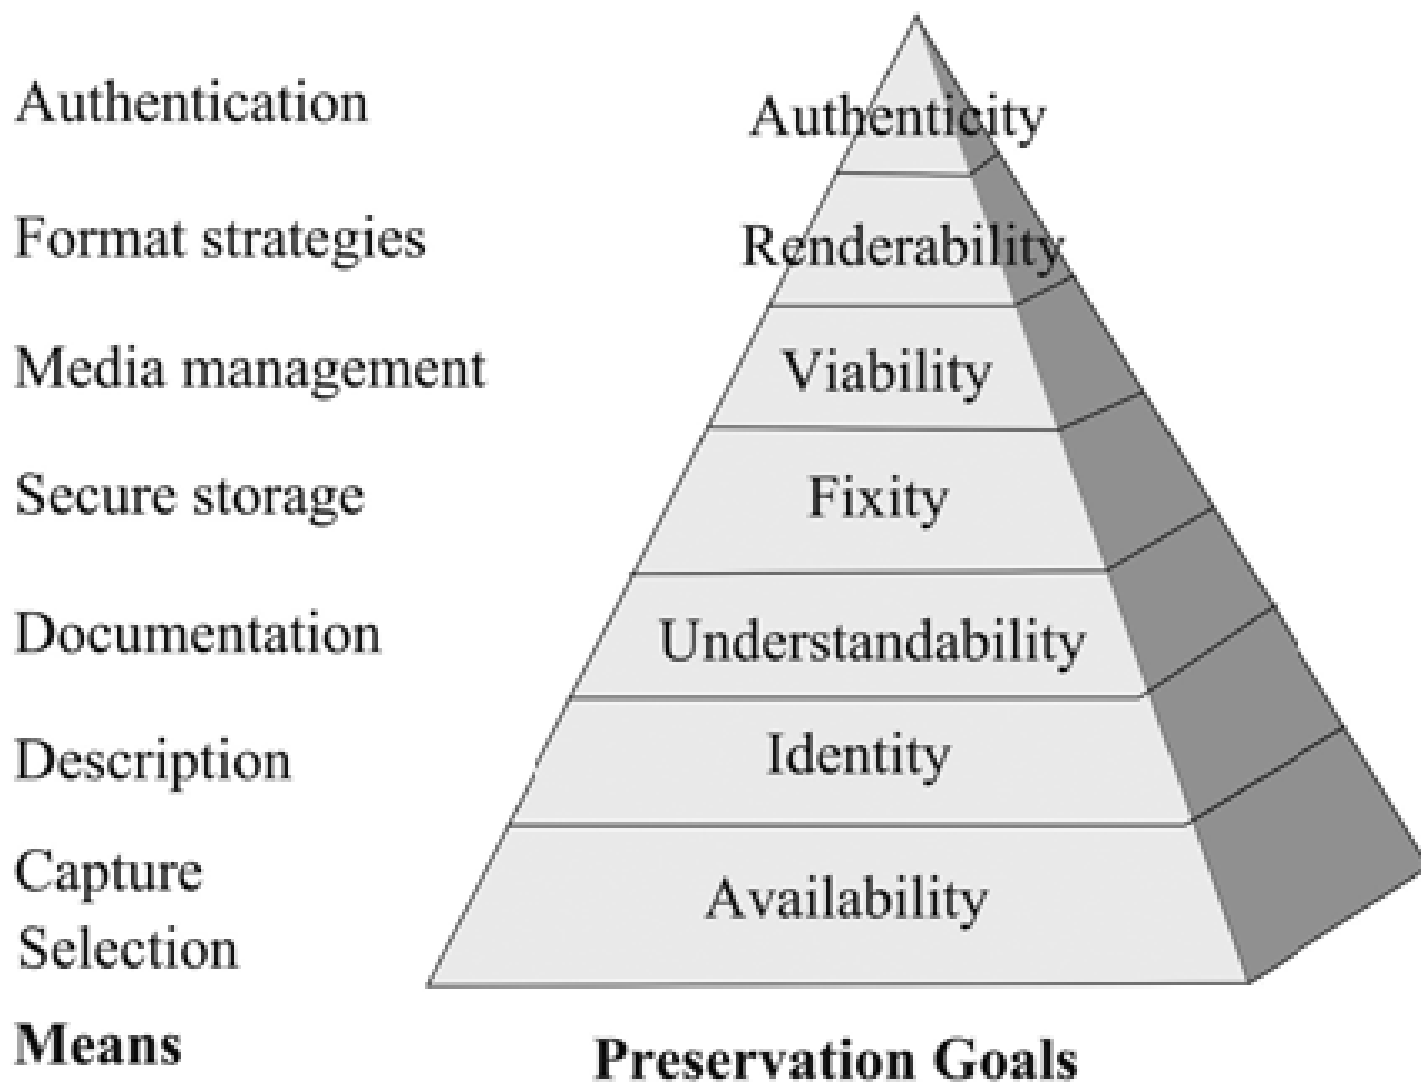 Authentication
Authenticity
Format strategies
Renderability
Media management
Viability
Secure storage
Fixity
Documentation
Understandability
Description
Identity
Capture
Selection
Availability
Means
Preservation Goals